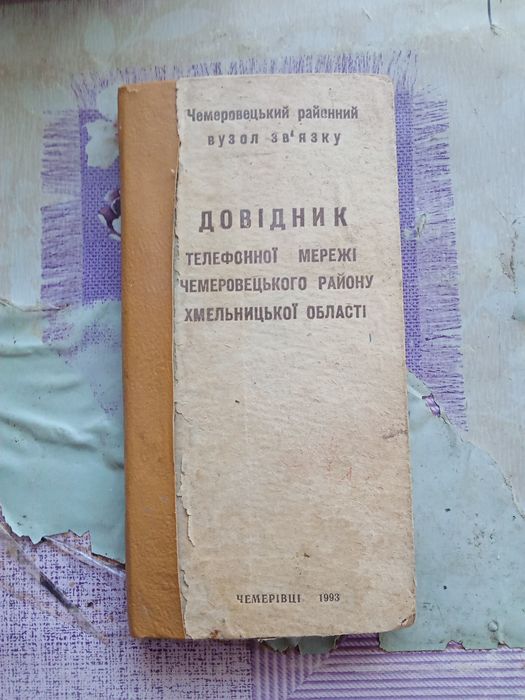 Чемеровецький районний
ВУЗОЛ ЗВ'ЯЗКУ
ДОВІДНИК
ТЕЛЕФОННОЇ МЕРЕЖІ
ЧЕМЕРОВЕЦЬКОГО РАЙОНУ
ХМЕЛЬНИЦЬКОЇ ОБЛАСТІ
ЧЕМЕРІВЦІ 1993